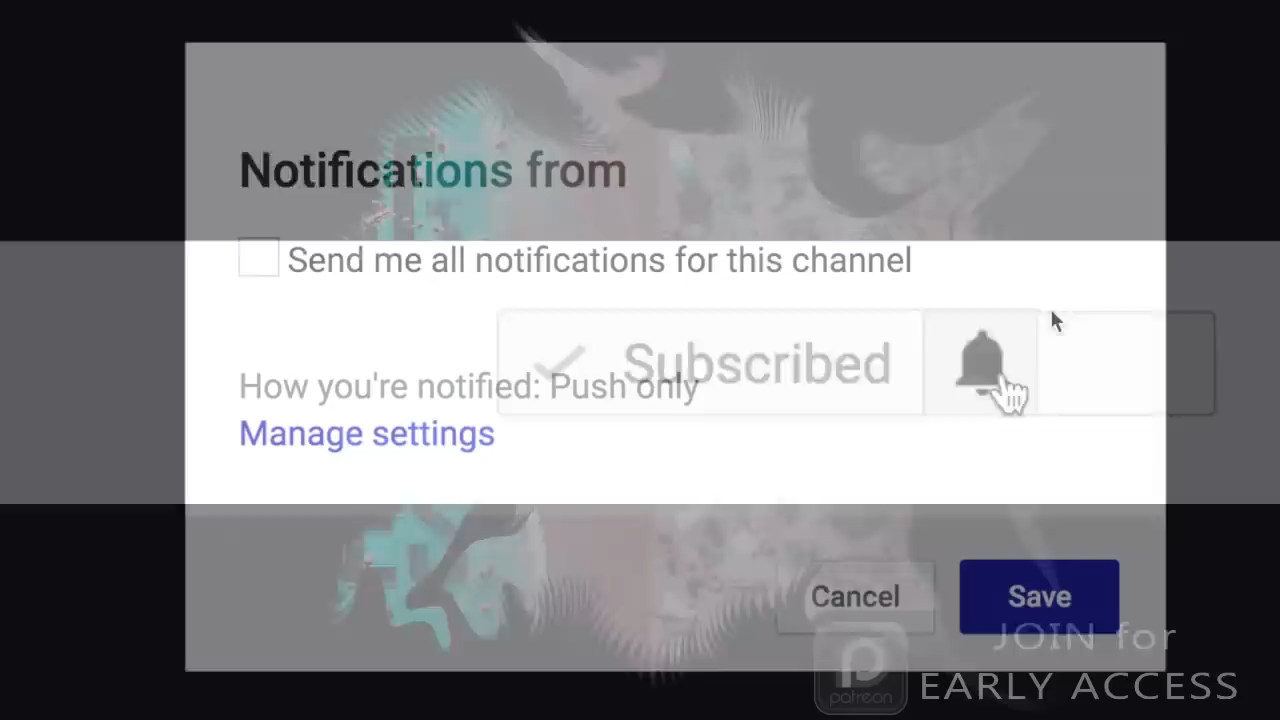 Notifications from
Send me all notifications for this channel
Subscribed
How you're notified: Push only
Manage settings
Cancel
Save
JOIN for
EARLY ACCESS
patreon